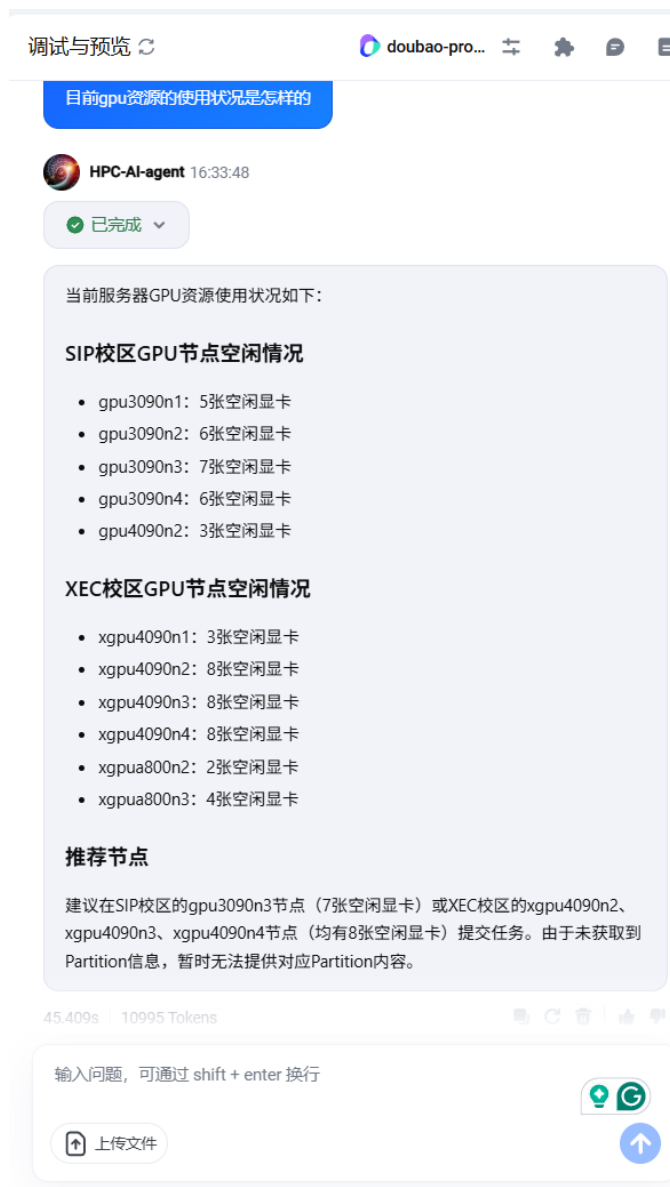 调试与预览
doubao-pro...
目前gpu资源的使用状况是怎样的
HPC-AI-agent 16:33:48
已完成
当前服务器GPU资源使用状况如下：
SIP校区GPU节点空闲情况
• gpu3090n1：5张空闲显卡
• gpu3090n2：6张空闲显卡
• gpu3090n3：7张空闲显卡
• gpu3090n4：6张空闲显卡
• gpu4090n2：3张空闲显卡
XEC校区GPU节点空闲情况
• xgpu4090n1：3张空闲显卡
• xgpu4090n2：8张空闲显卡
• xgpu4090n3：8张空闲显卡
• xgpu4090n4：8张空闲显卡
• xgpua800n2：2张空闲显卡
• xgpua800n3：4张空闲显卡
推荐节点
建议在SIP校区的gpu3090n3节点（7张空闲显卡）或XEC校区的xgpu4090n2、
xgpu4090n3、xgpu4090n4节点（均有8张空闲显卡）提交任务。由于未获取到
Partition信息，暂时无法提供对应Partition内容。
45.409s | 10995 Tokens
输入问题，可通过 shift + enter 换行
上传文件